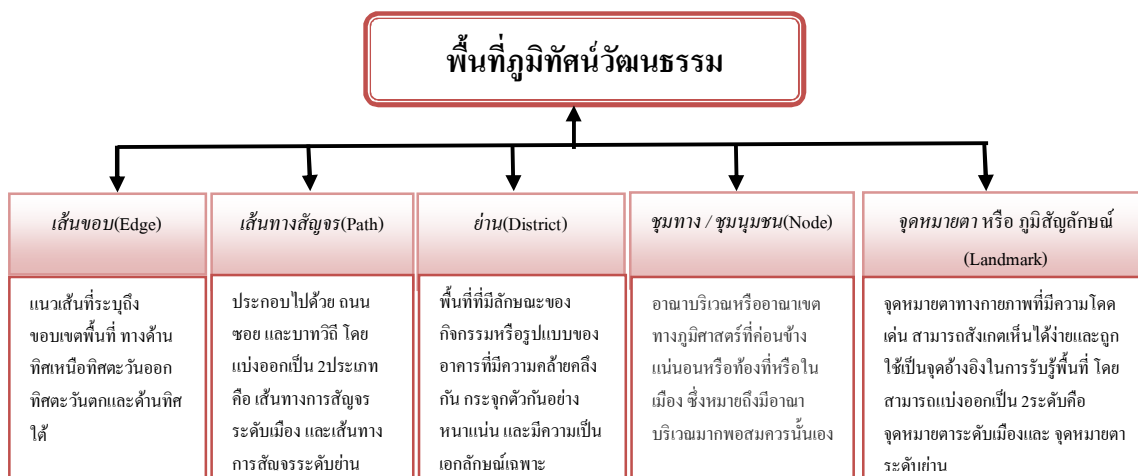 พื้นที่ภูมิทัศน์วัฒนธรรม
เส้นขอบ(Edge)
แนวเส้นที่ระบุถึง
ขอบเขตพื้นที่ ทางด้าน
ทิศเหนือทิศตะวันออก
ทิศตะวันตกและด้านทิศ
ใต้
เส้นทางสัญจร(Path)
ประกอบไปด้วย ถนน
ซอย และบาทวิถี โดย
แบ่งออกเป็น 2ประเภท
คือ เส้นทางการสัญจร
ระดับเมือง และเส้นทาง
การสัญจรระดับย่าน
ย่าน(District)
พื้นที่ที่มีลักษณะของ
กิจกรรมหรือรูปแบบของ
อาคารที่มีความคล้ายคลึง
กัน กระจุกตัวกันอย่าง
หนาแน่น และมีความเป็น
เอกลักษณ์เฉพาะ
ชุมทาง / ชุมนุมชน(Node)
อาณาบริเวณหรืออาณาเขต
ทางภูมิศาสตร์ที่ค่อนข้าง
แน่นอนหรือท้องที่หรือใน
เมือง ซึ่งหมายถึงมีอาณา
บริเวณมากพอสมควรนั้นเอง
จุดหมายตา หรือ ภูมิสัญลักษณ์
(Landmark)
จุดหมายตาทางกายภาพที่มีความโดด
เด่น สามารถสังเกตเห็นได้ง่ายและถูก
ใช้เป็นจุดอ้างอิงในการรับรู้พื้นที่ โดย
สามารถแบ่งออกเป็น 2ระดับคือ
จุดหมายตาระดับเมืองและ จุดหมายตา
ระดับย่าน